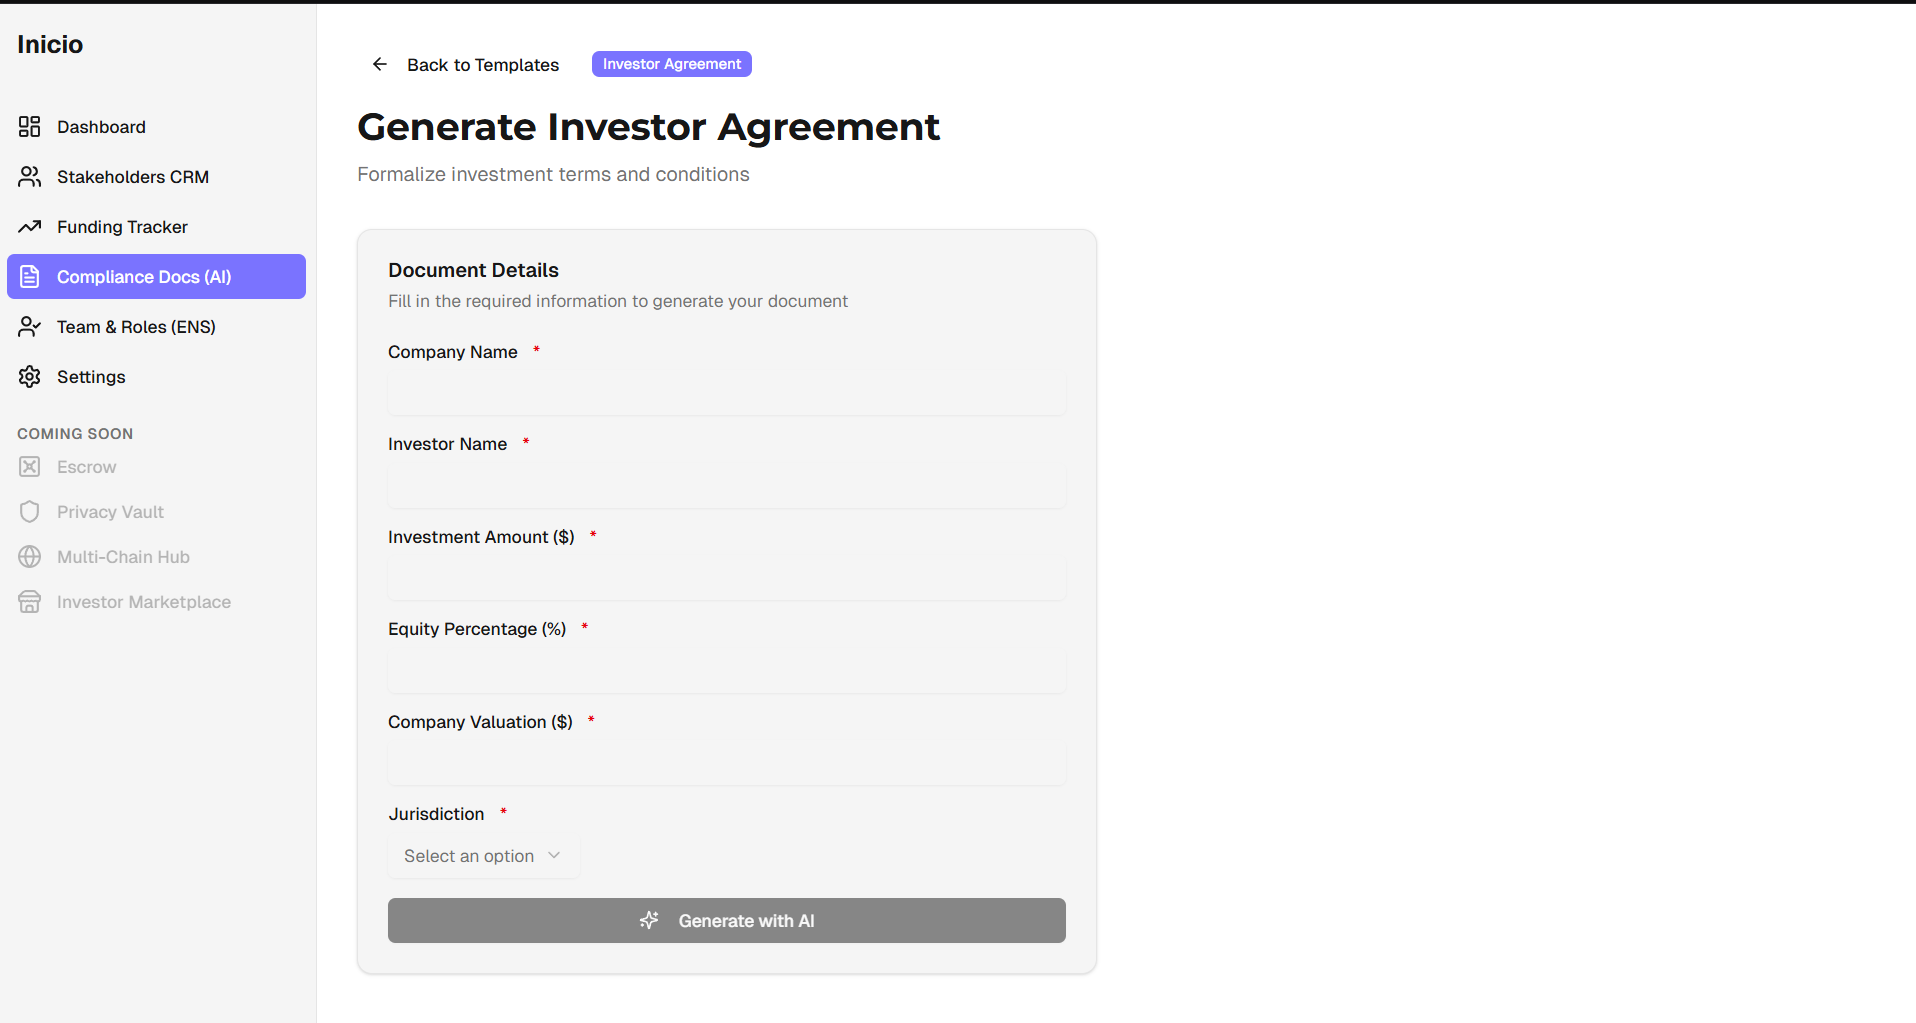 Inicio
Dashboard
Stakeholders CRM
Funding Tracker
Compliance Docs (AI)
Team & Roles (ENS)
Settings
COMING SOON
Escrow
Privacy Vault
Multi-Chain Hub
Investor Marketplace
Back to Templates
Investor Agreement
Generate Investor Agreement
Formalize investment terms and conditions
Document Details
Fill in the required information to generate your document
Company Name *
Investor Name *
Investment Amount ($) *
Equity Percentage (%) *
Company Valuation ($) *
Jurisdiction *
Select an option
Generate with AI